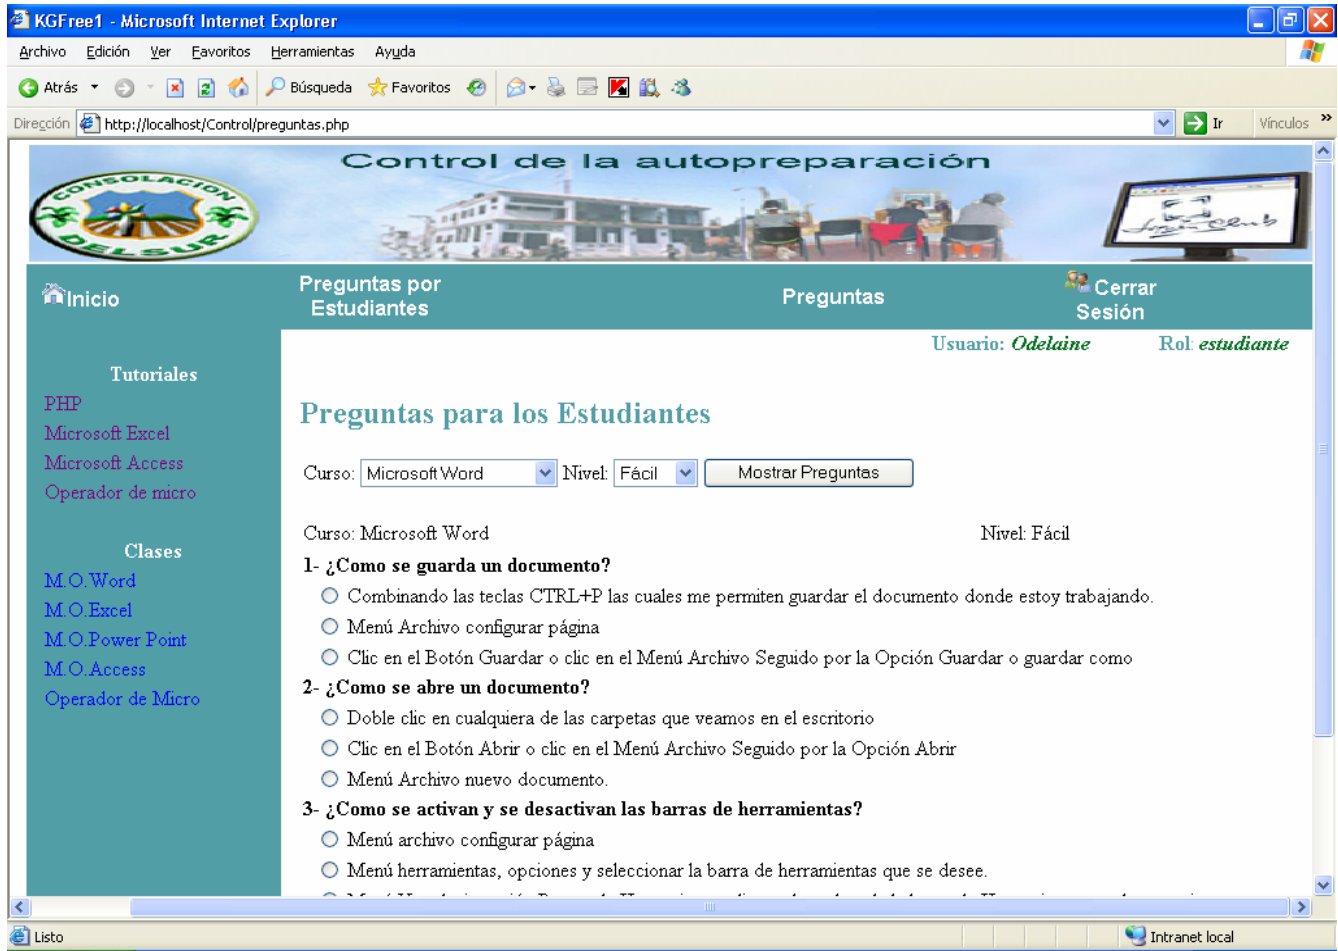 KGFree1 - Microsoft Internet Explorer
Archivo Edición Ver Favoritos Herramientas Ayuda
Atrás Búsqueda Favoritos
Dirección http://localhost/Control/preguntas.php Ir Vínculos »
Control de la autopreparación
CONSOLACION
DEL SUR
Inicio
Preguntas por
Estudiantes
Preguntas
Cerrar
Sesión
Usuario: Odelaine Rol: estudiante
Tutoriales
PHP
Microsoft Excel
Microsoft Access
Operador de micro
Clases
M.O.Word
M.O.Excel
M.O.Power Point
M.O.Access
Operador de Micro
Preguntas para los Estudiantes
Curso: Microsoft Word Nivel: Fácil Mostrar Preguntas
Curso: Microsoft Word Nivel: Fácil
1- ¿Como se guarda un documento?
Combinando las teclas CTRL+P las cuales me permiten guardar el documento donde estoy trabajando.
Menú Archivo configurar página
Clic en el Botón Guardar o clic en el Menú Archivo Seguido por la Opción Guardar o guardar como
2- ¿Como se abre un documento?
Doble clic en cualquiera de las carpetas que veamos en el escritorio
Clic en el Botón Abrir o clic en el Menú Archivo Seguido por la Opción Abrir
Menú Archivo nuevo documento.
3- ¿Como se activan y se desactivan las barras de herramientas?
Menú archivo configurar página
Menú herramientas, opciones y seleccionar la barra de herramientas que se desee.
Listo Intranet local